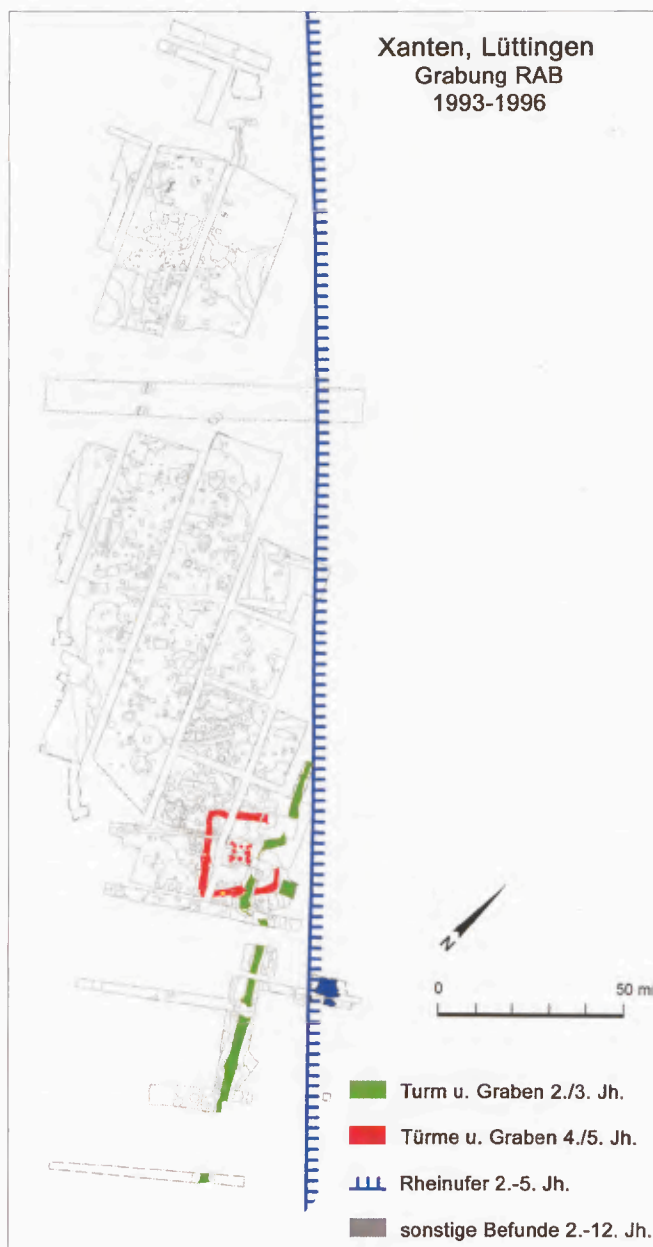 Xanten, Lüttingen
Grabung RAB
1993-1996
N
0 50 m
Turm u. Graben 2./3. Jh.
Türme u. Graben 4./5. Jh.
Rheinufer 2.-5. Jh.
sonstige Befunde 2.-12. Jh.